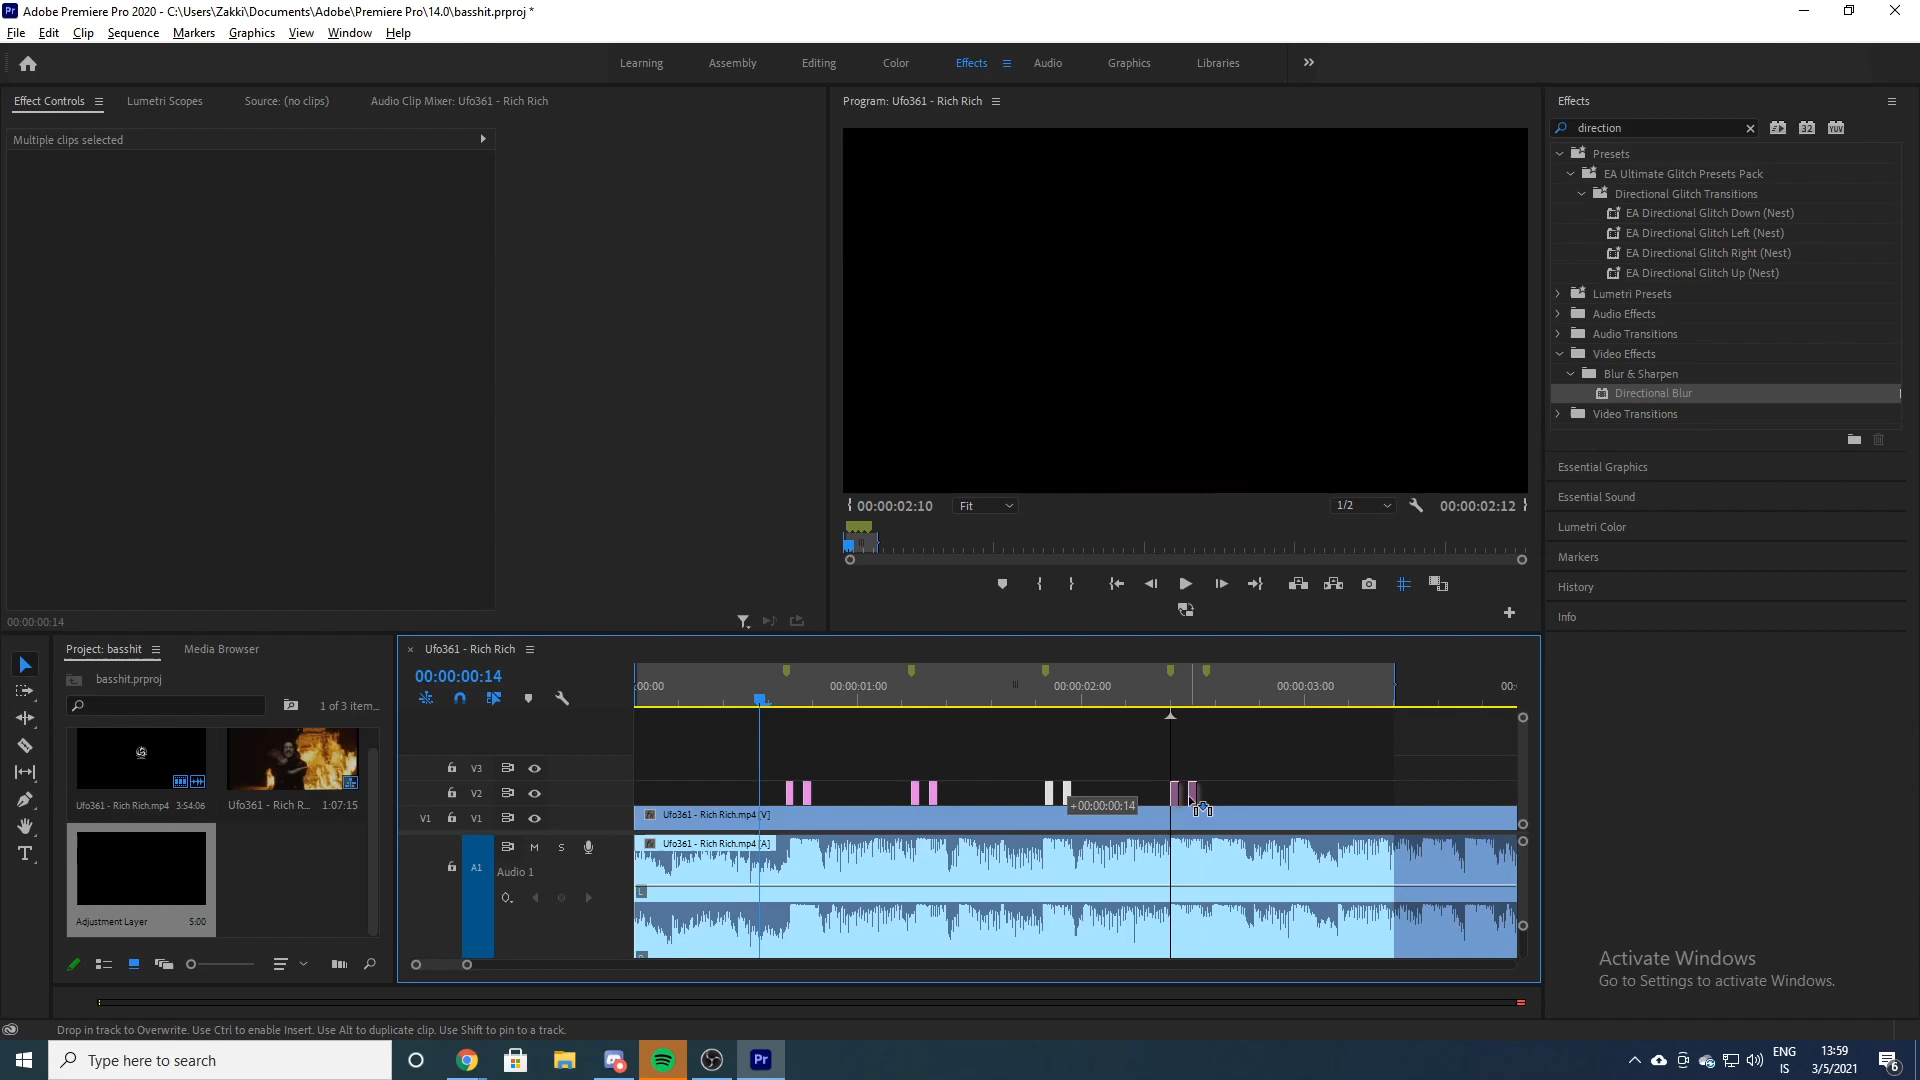 Adobe Premiere Pro 2020 - C:\Users\Zakki\Documents\Adobe\Premiere Pro\14.0\basshit.prproj *
File Edit Clip Sequence Markers Graphics View Window Help
Learning Assembly Editing Color Effects Audio Graphics Libraries
Effect Controls Lumetri Scopes Source: (no clips) Audio Clip Mixer: Ufo361 - Rich Rich
Multiple clips selected
00:00:00:14
Program: Ufo361 - Rich Rich
00:00:02:10 Fit 1/2 00:00:02:12
Effects
direction
Presets
EA Ultimate Glitch Presets Pack
Directional Glitch Transitions
EA Directional Glitch Down (Nest)
EA Directional Glitch Left (Nest)
EA Directional Glitch Right (Nest)
EA Directional Glitch Up (Nest)
Lumetri Presets
Audio Effects
Audio Transitions
Video Effects
Blur & Sharpen
Directional Blur
Video Transitions
Essential Graphics
Essential Sound
Lumetri Color
Markers
History
Info
Project: basshit Media Browser
basshit.prproj
1 of 3 item...
Ufo361 - Rich Rich.mp4 3:54:06
Ufo361 - Rich R... 1:07:15
Adjustment Layer 5:00
Ufo361 - Rich Rich
00:00:00:14
:00:00 00:00:01:00 00:00:02:00 00:00:03:00 00:
V3
V2
V1 V1
A1 M S
Audio 1
Ufo361 - Rich Rich.mp4 [V]
Ufo361 - Rich Rich.mp4 [A]
L
+00:00:00:14
Activate Windows
Go to Settings to activate Windows.
Drop in track to Overwrite. Use Ctrl to enable Insert. Use Alt to duplicate clip. Use Shift to pin to a track.
Type here to search
ENG
IS
13:59
3/5/2021
6